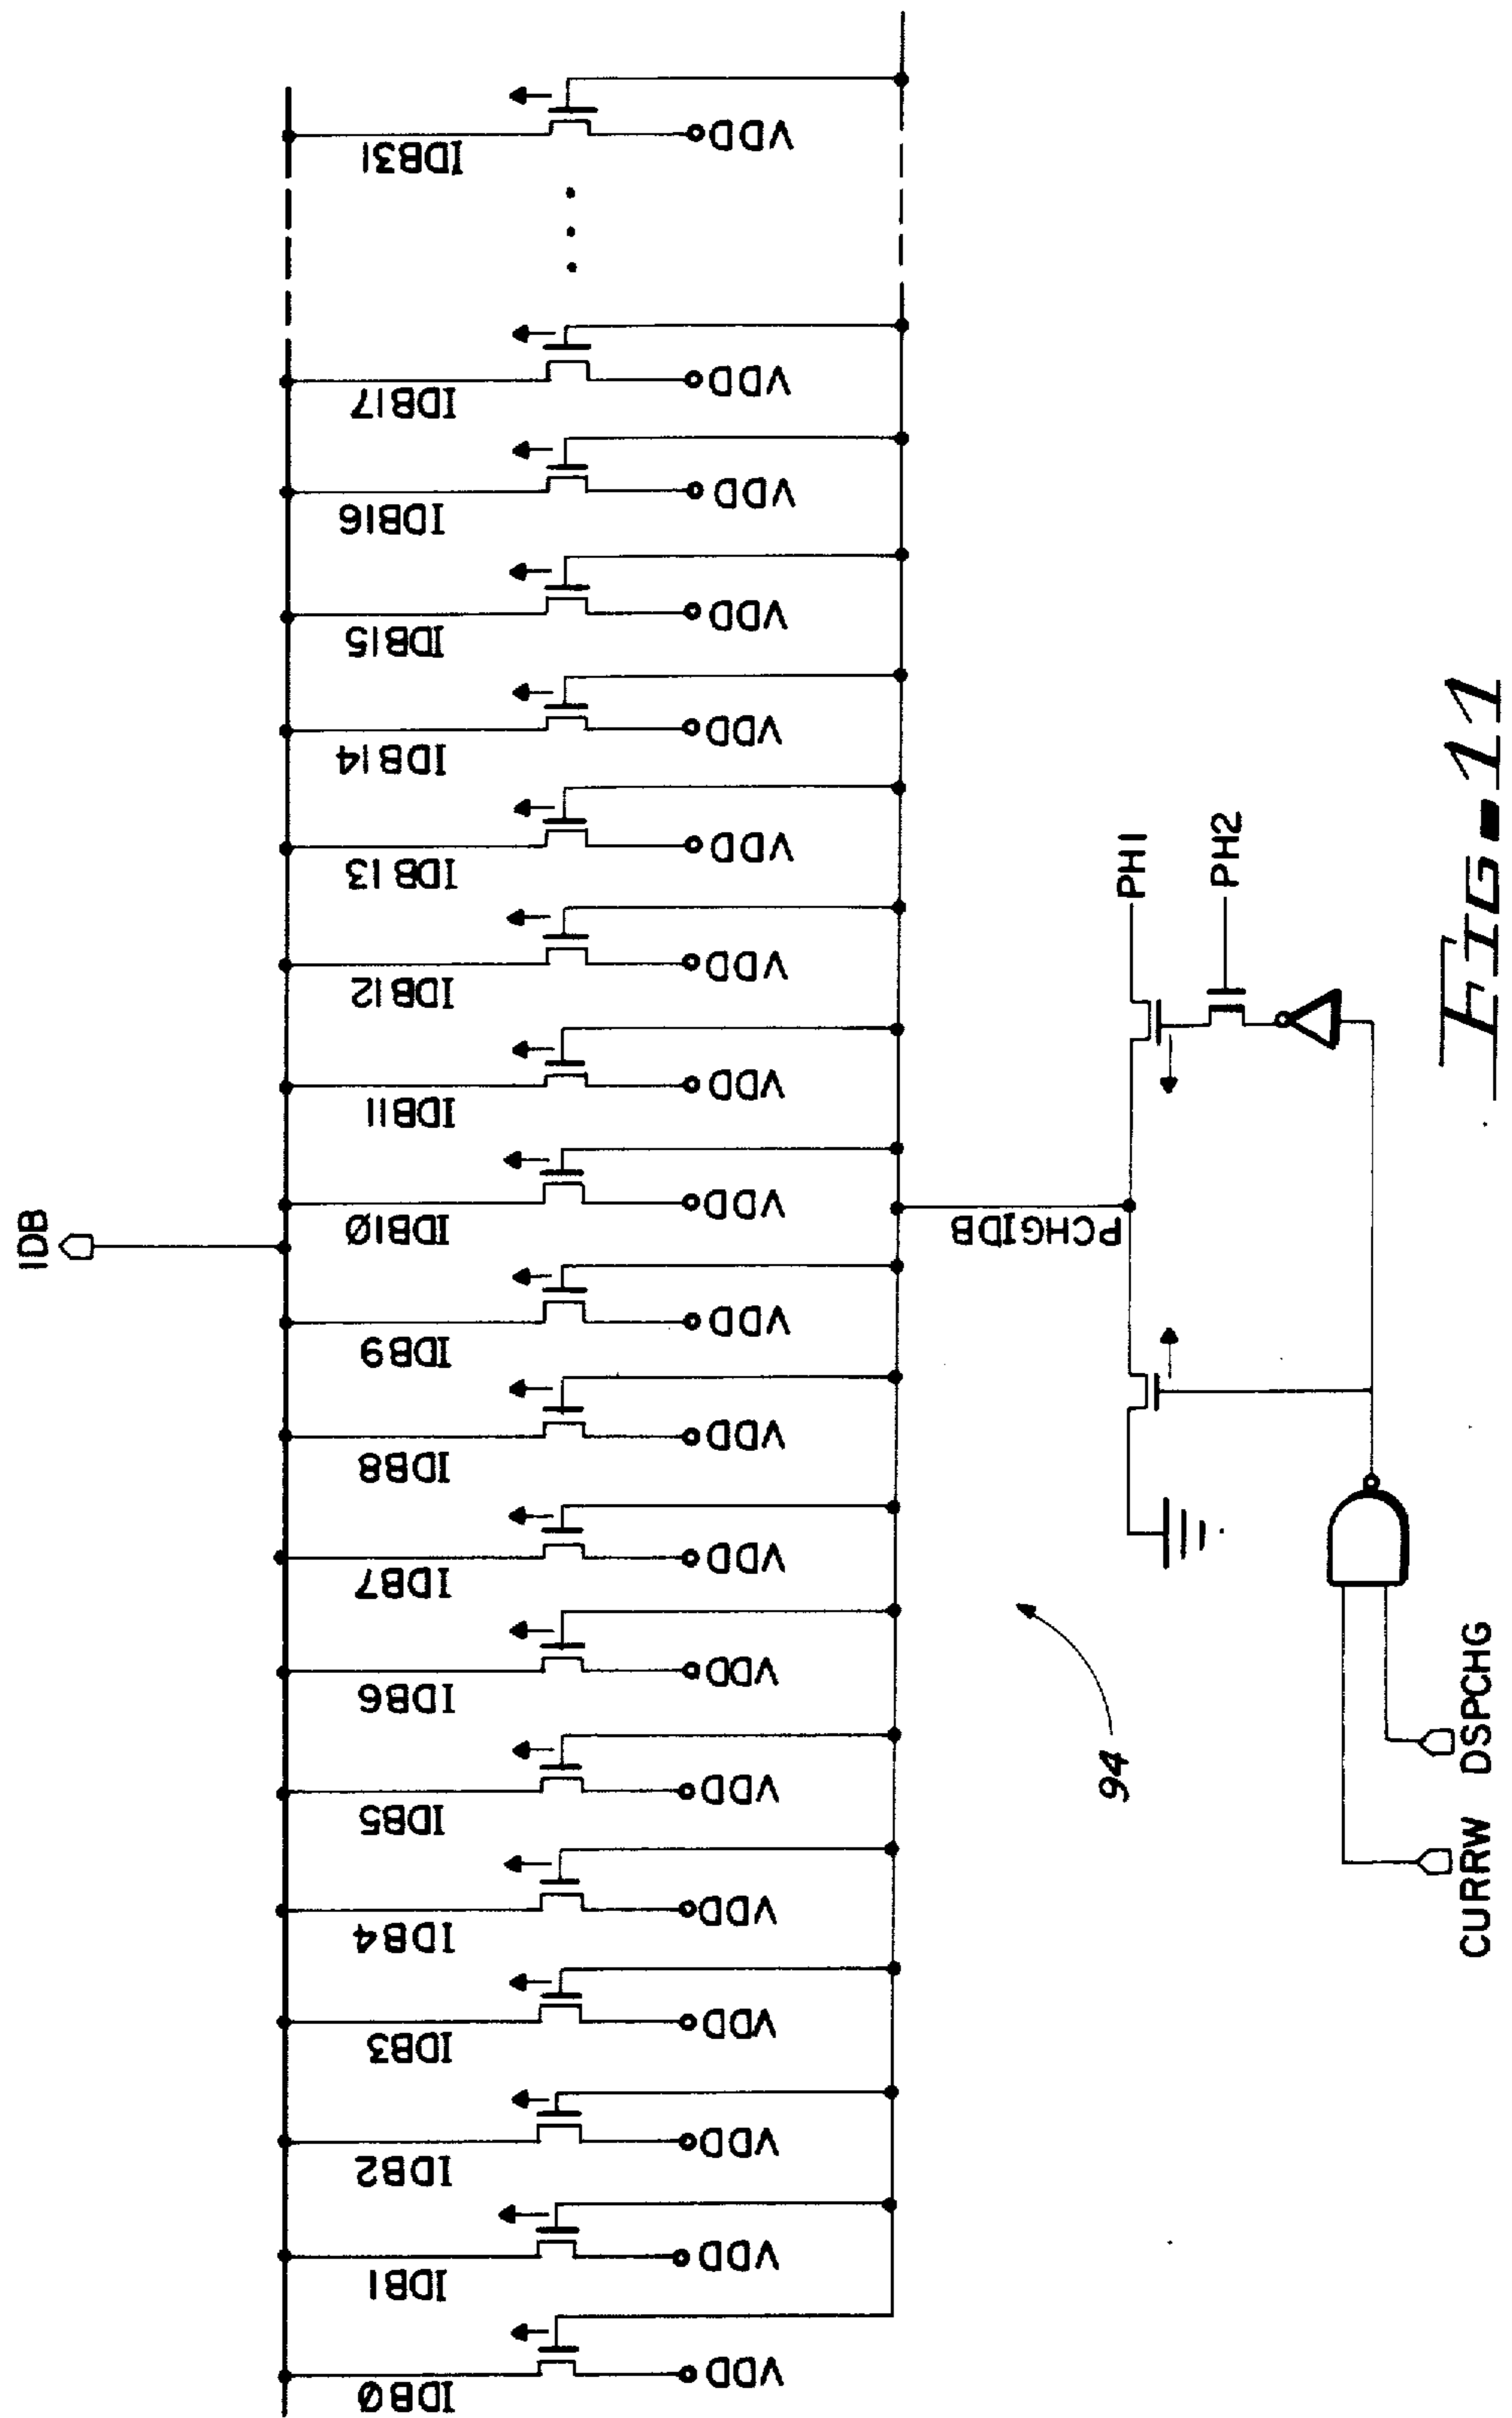 IDB
IDB31
VDD
IDB17
VDD
IDB16
VDD
IDB15
VDD
IDB14
VDD
IDB13
VDD
IDB12
VDD
IDB11
VDD
IDB1Ø
VDD
IDB9
VDD
IDB8
VDD
IDB7
VDD
IDB6
VDD
IDB5
VDD
IDB4
VDD
IDB3
VDD
IDB2
VDD
IDB1
VDD
IDBØ
VDD
PCHGIDB
PH1
PH2
94
CURRW
DSPCHG
FIG-11